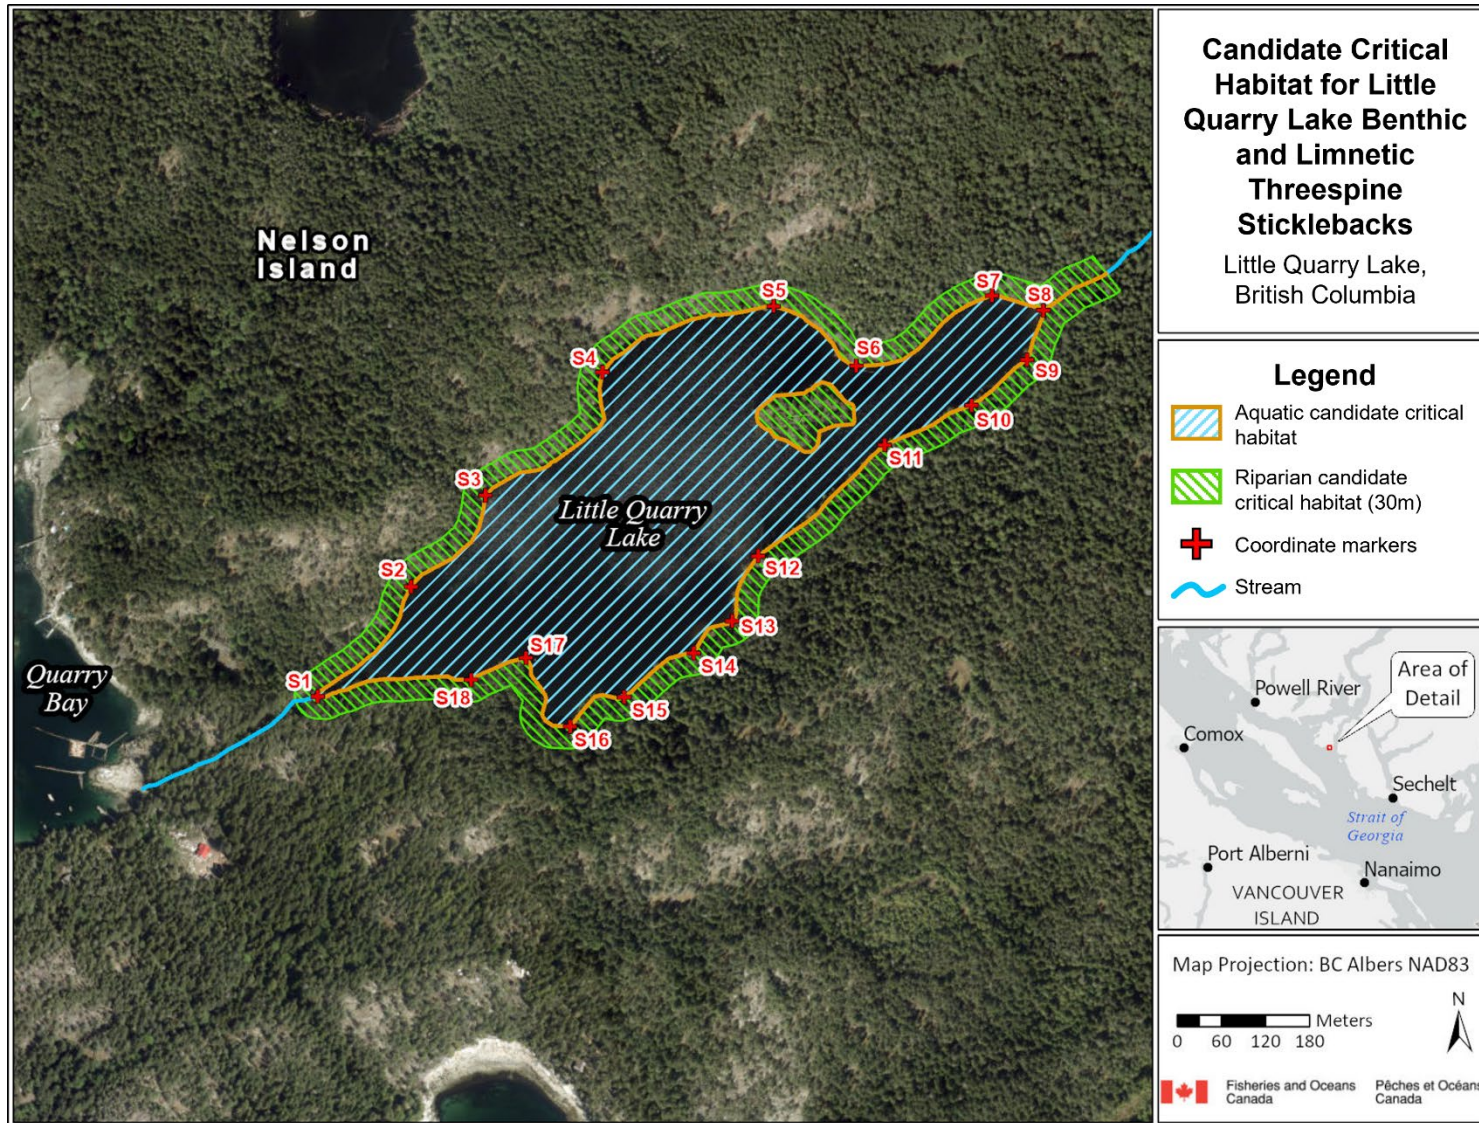 Candidate Critical
Habitat for Little
Quarry Lake Benthic
and Limnetic
Threespine
Sticklebacks
Little Quarry Lake,
British Columbia
Nelson
Island
S1
S2
S3
S4
S5
S6
S7
S8
S9
S10
S11
S12
S13
S14
S15
S16
S17
S18
Little Quarry
Lake
Quarry
Bay
Legend
Aquatic candidate critical
habitat
Riparian candidate
critical habitat (30m)
Coordinate markers
Stream
Area of
Detail
Powell River
Comox
Sechelt
Strait of
Georgia
Port Alberni
Nanaimo
VANCOUVER
ISLAND
Map Projection: BC Albers NAD83
N
Meters
0 60 120 180
Fisheries and Oceans
Canada
Pêches et Océans
Canada